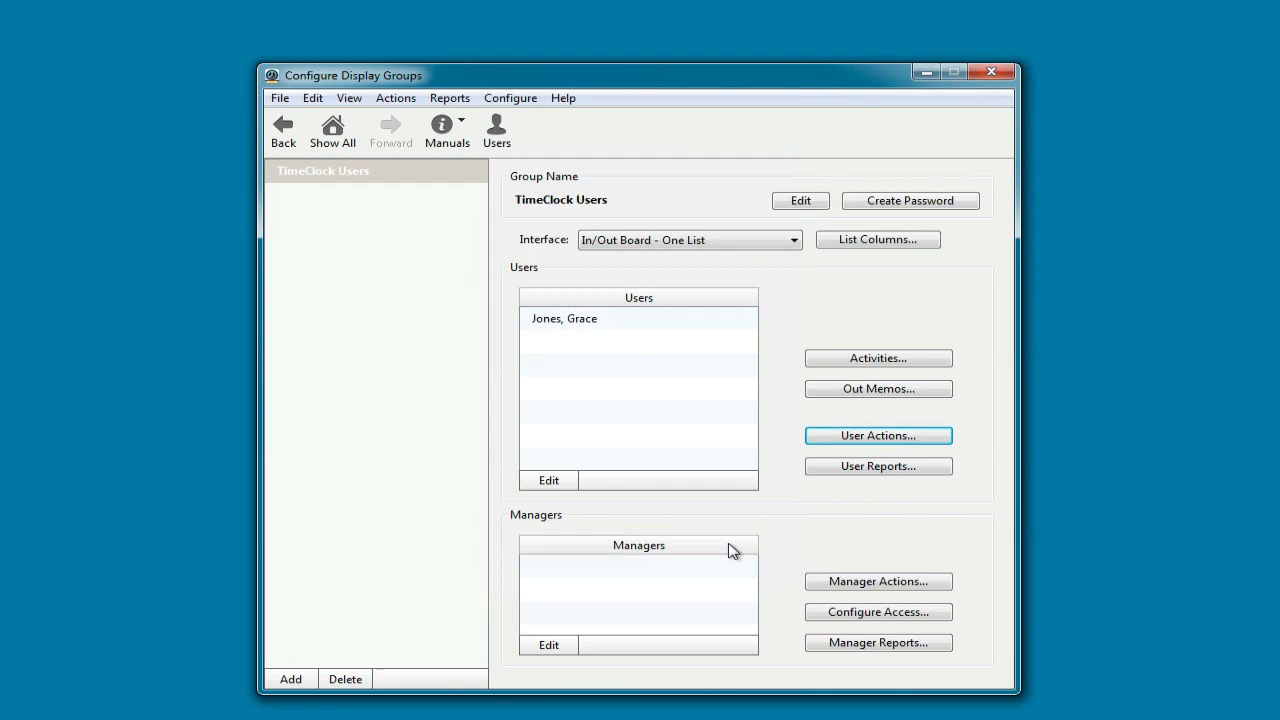 Configure Display Groups
File Edit View Actions Reports Configure Help
Back Show All Forward Manuals Users
TimeClock Users
Group Name
TimeClock Users Edit Create Password
Interface: In/Out Board - One List List Columns...
Users
Users
Jones, Grace
Activities...
Out Memos...
User Actions...
User Reports...
Edit
Managers
Managers
Manager Actions...
Configure Access...
Manager Reports...
Edit
Add Delete